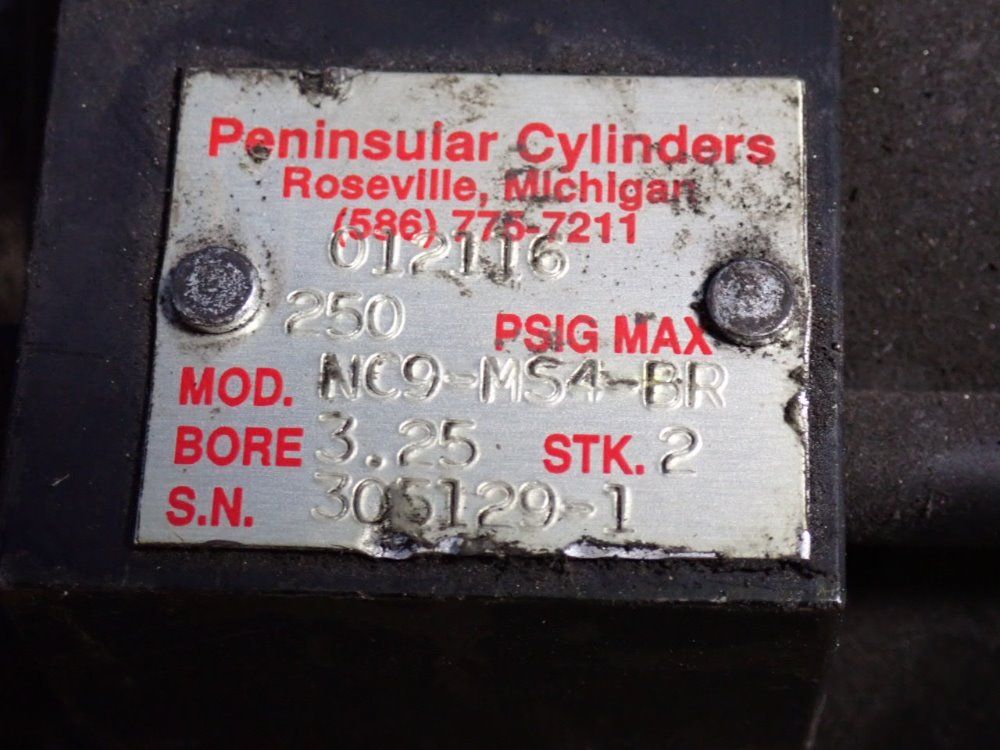 Peninsular Cylinders
Roseville, Michigan
(586) 775-7211
012116
250 PSIG MAX
MOD. NC9-MS4-BR
BORE 3.25 STK. 2
S.N. 305129-1